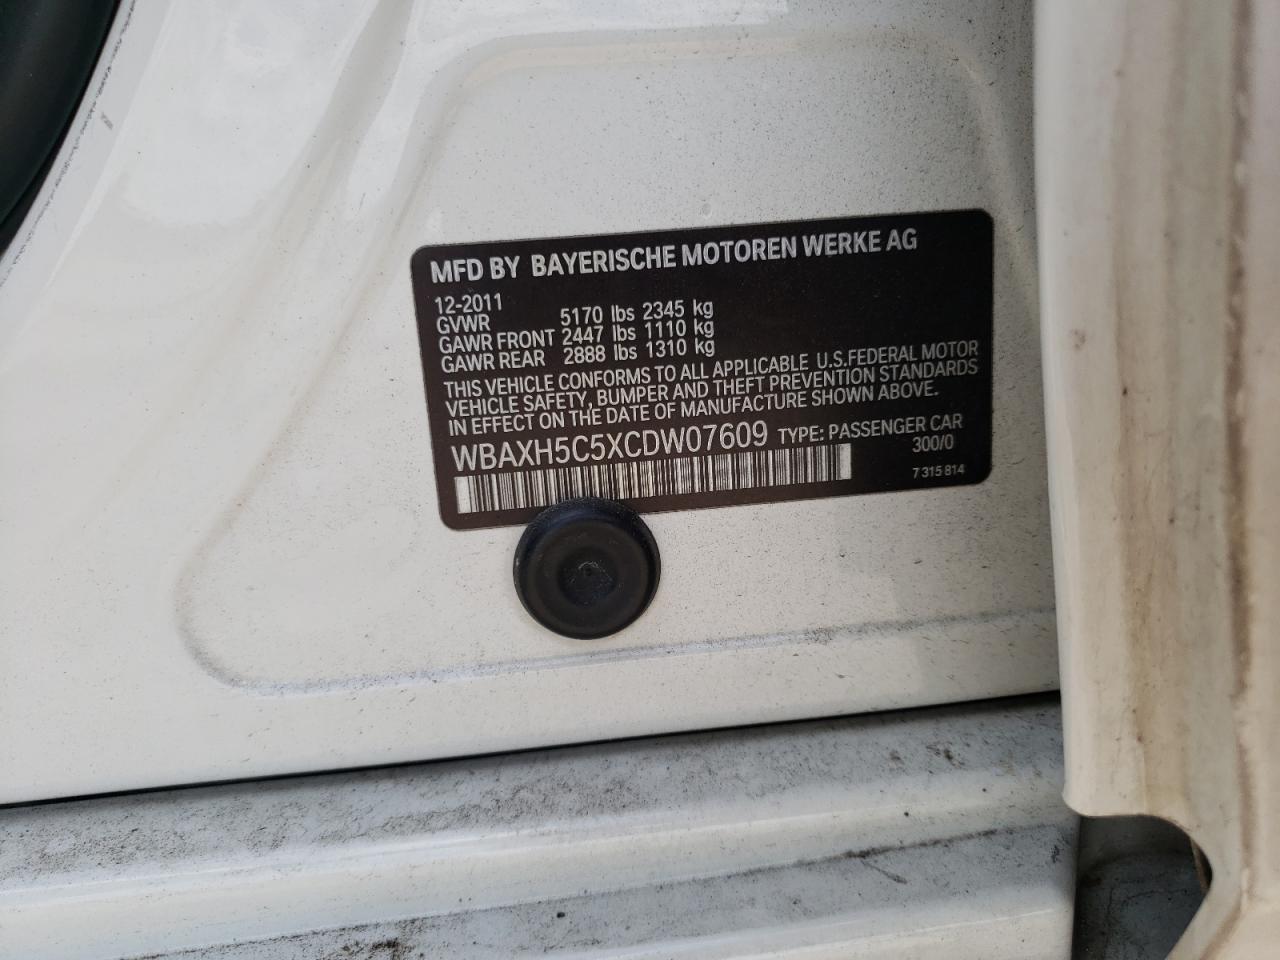 MFD BY BAYERISCHE MOTOREN WERKE AG
12-2011
GVWR 5170 lbs 2345 kg
GAWR FRONT 2447 lbs 1110 kg
GAWR REAR 2888 lbs 1310 kg
THIS VEHICLE CONFORMS TO ALL APPLICABLE U.S.FEDERAL MOTOR
VEHICLE SAFETY, BUMPER AND THEFT PREVENTION STANDARDS
IN EFFECT ON THE DATE OF MANUFACTURE SHOWN ABOVE.
WBAXH5C5XCDW07609 TYPE: PASSENGER CAR
300/0
7 315 814